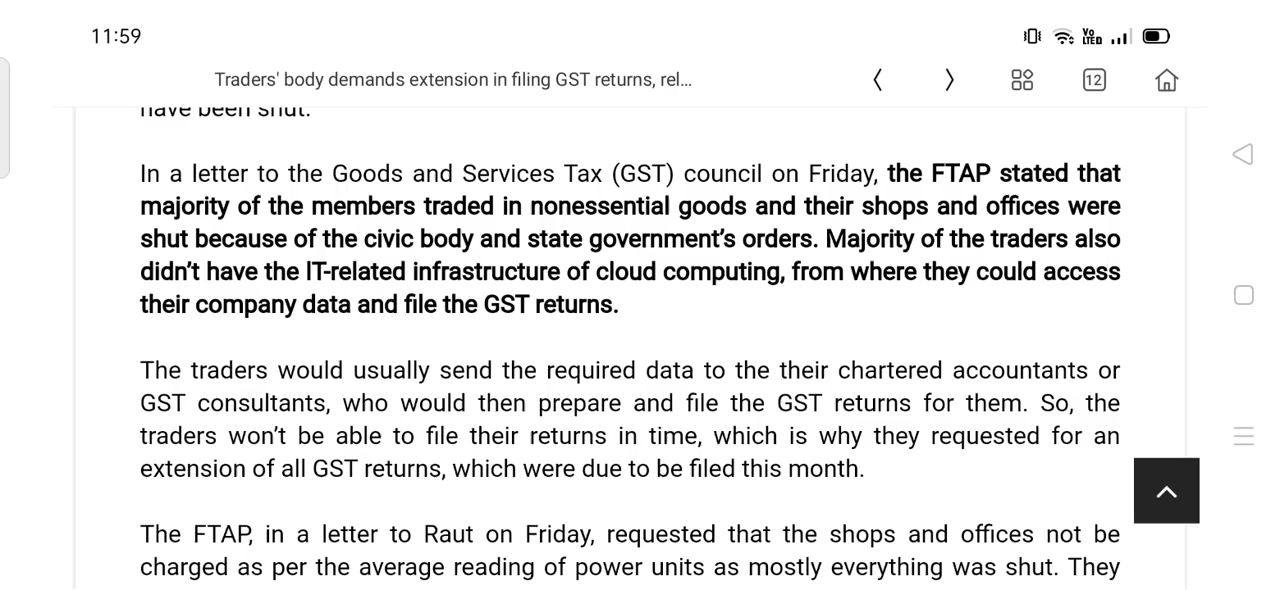 11:59
Vo
LTE
Traders' body demands extension in filing GST returns, rel...
12
have been shut.
In a letter to the Goods and Services Tax (GST) council on Friday, the FTAP stated that
majority of the members traded in nonessential goods and their shops and offices were
shut because of the civic body and state government's orders. Majority of the traders also
didn't have the IT-related infrastructure of cloud computing, from where they could access
their company data and file the GST returns.
The traders would usually send the required data to the their chartered accountants or
GST consultants, who would then prepare and file the GST returns for them. So, the
traders won't be able to file their returns in time, which is why they requested for an
extension of all GST returns, which were due to be filed this month.
The FTAP, in a letter to Raut on Friday, requested that the shops and offices not be
charged as per the average reading of power units as mostly everything was shut. They